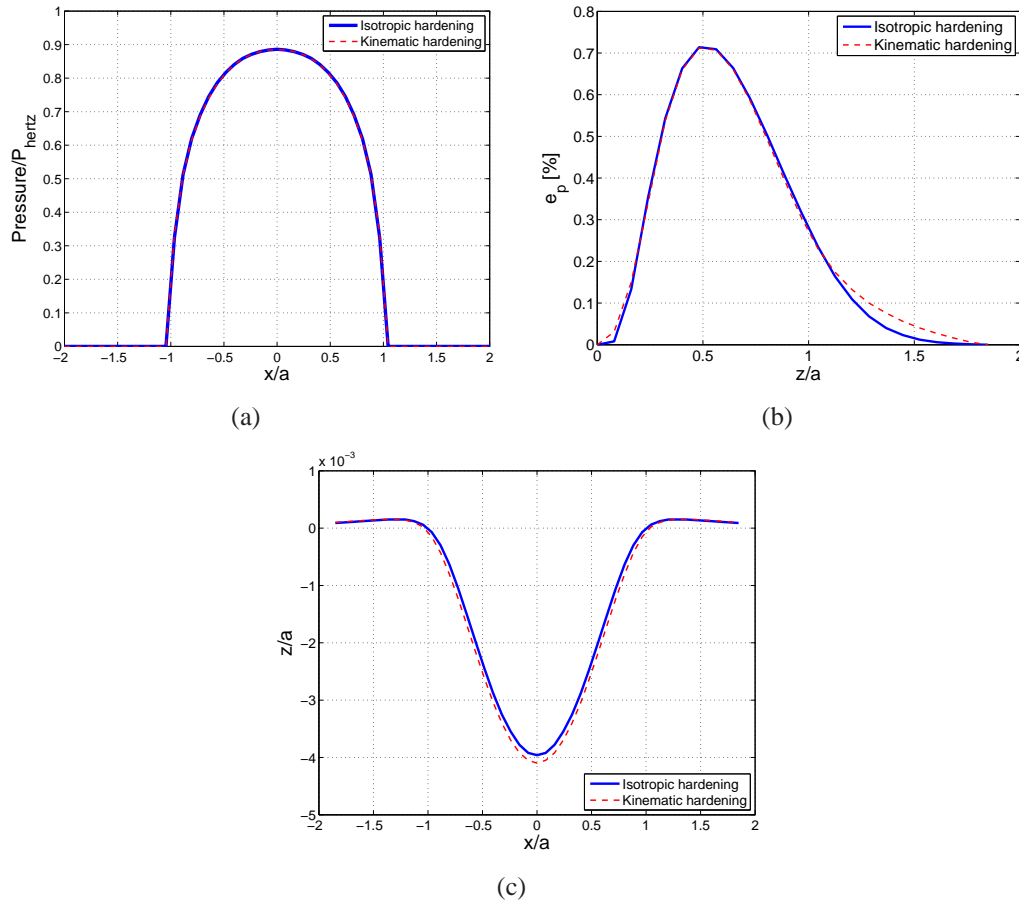 1
0.9
0.8
0.7
0.6
0.5
0.4
0.3
0.2
0.1
0
−2 −1.5 −1 −0.5 0 0.5 1 1.5 2
x/a
Pressure/P_hertz
Isotropic hardening
Kinematic hardening
(a)
0.8
0.7
0.6
0.5
0.4
0.3
0.2
0.1
0
0 0.5 1 1.5 2
z/a
e_p [%]
Isotropic hardening
Kinematic hardening
(b)
x 10⁻³
1
0
−1
−2
−3
−4
−5
−2 −1.5 −1 −0.5 0 0.5 1 1.5 2
x/a
z/a
Isotropic hardening
Kinematic hardening
(c)